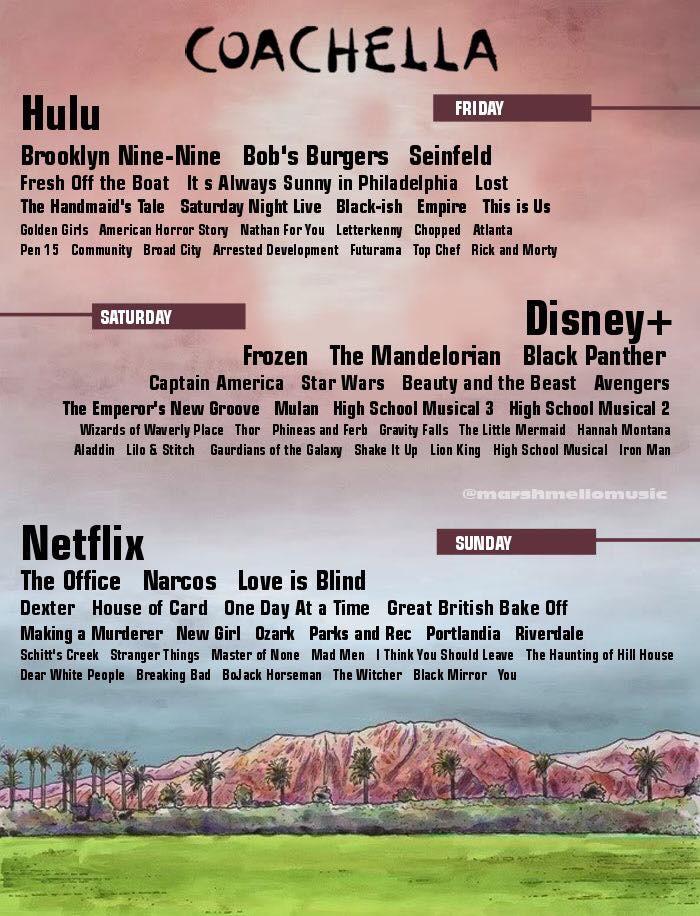 COACHELLA
Hulu
FRIDAY
Brooklyn Nine-Nine Bob's Burgers Seinfeld
Fresh Off the Boat It s Always Sunny in Philadelphia Lost
The Handmaid's Tale Saturday Night Live Black-ish Empire This is Us
Golden Girls American Horror Story Nathan For You Letterkenny Chopped Atlanta
Pen 15 Community Broad City Arrested Development Futurama Top Chef Rick and Morty
SATURDAY
Disney+
Frozen The Mandelorian Black Panther
Captain America Star Wars Beauty and the Beast Avengers
The Emperor's New Groove Mulan High School Musical 3 High School Musical 2
Wizards of Waverly Place Thor Phineas and Ferb Gravity Falls The Little Mermaid Hannah Montana
Aladdin Lilo & Stitch Gaurdians of the Galaxy Shake It Up Lion King High School Musical Iron Man
@marshmellomusic
Netflix
SUNDAY
The Office Narcos Love is Blind
Dexter House of Card One Day At a Time Great British Bake Off
Making a Murderer New Girl Ozark Parks and Rec Portlandia Riverdale
Schitt's Creek Stranger Things Master of None Mad Men I Think You Should Leave The Haunting of Hill House
Dear White People Breaking Bad BoJack Horseman The Witcher Black Mirror You